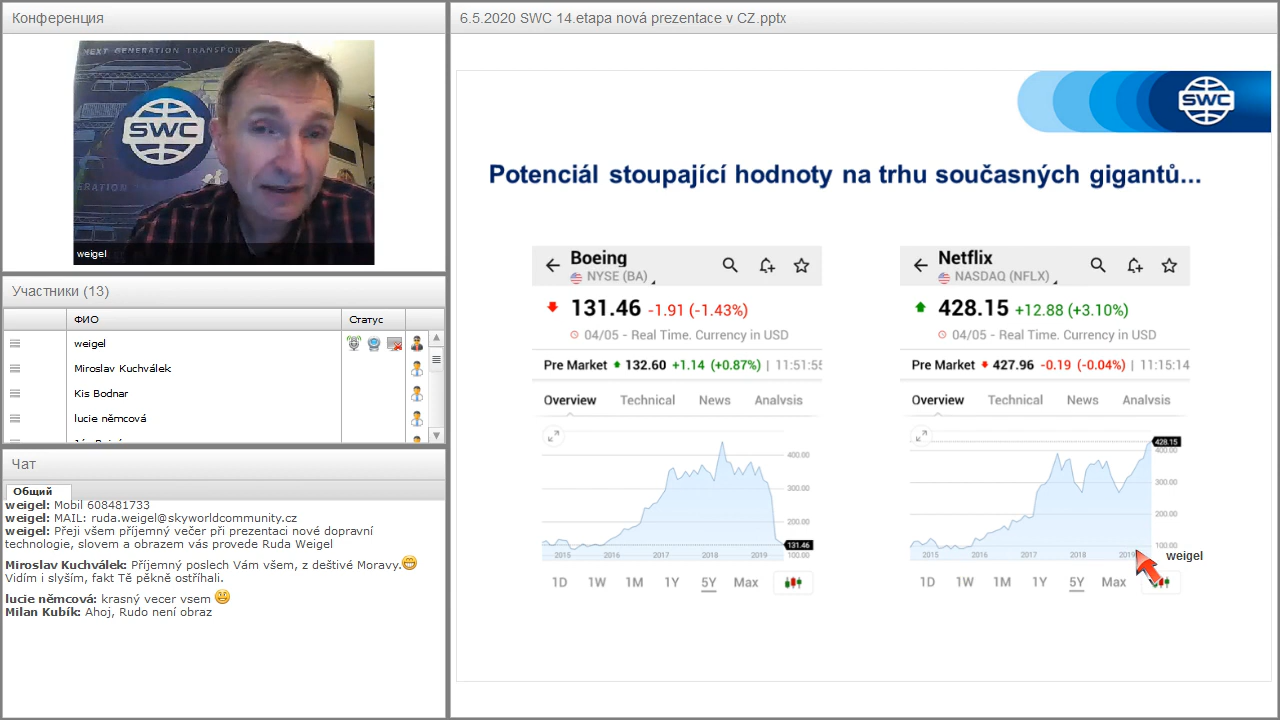 Конференция
NEXT GENERATION TRANSPORT
SWC
weigel
Участники (13)
ФИО
Статус
weigel
Miroslav Kuchválek
Kis Bodnar
lucie němcová
Чат
Общий
weigel: Mobil 608481733
weigel: MAIL: ruda.weigel@skyworldcommunity.cz
weigel: Přeji všem příjemný večer při prezentaci nové dopravní
technologie, slovem a obrazem vás provede Ruda Weigel
Miroslav Kuchválek: Příjemný poslech Vám všem, z deštivé Moravy.
Vidím i slyším, fakt Tě pěkně ostříhali.
lucie němcová: Krasný vecer vsem
Milan Kubík: Ahoj, Rudo není obraz
6.5.2020 SWC 14.etapa nová prezentace v CZ.pptx
SWC
Potenciál stoupající hodnoty na trhu současných gigantů...
Boeing
NYSE (BA)
131.46 -1.91 (-1.43%)
04/05 - Real Time. Currency in USD
Pre Market 132.60 +1.14 (+0.87%) | 11:51:55
Overview Technical News Analysis
400.00
300.00
200.00
131.46
100.00
2015 2016 2017 2018 2019
1D 1W 1M 1Y 5Y Max
Netflix
NASDAQ (NFLX)
428.15 +12.88 (+3.10%)
04/05 - Real Time. Currency in USD
Pre Market 427.96 -0.19 (-0.04%) | 11:15:14
Overview Technical News Analysis
428.15
400.00
300.00
200.00
100.00
2015 2016 2017 2018 2019
weigel
1D 1W 1M 1Y 5Y Max